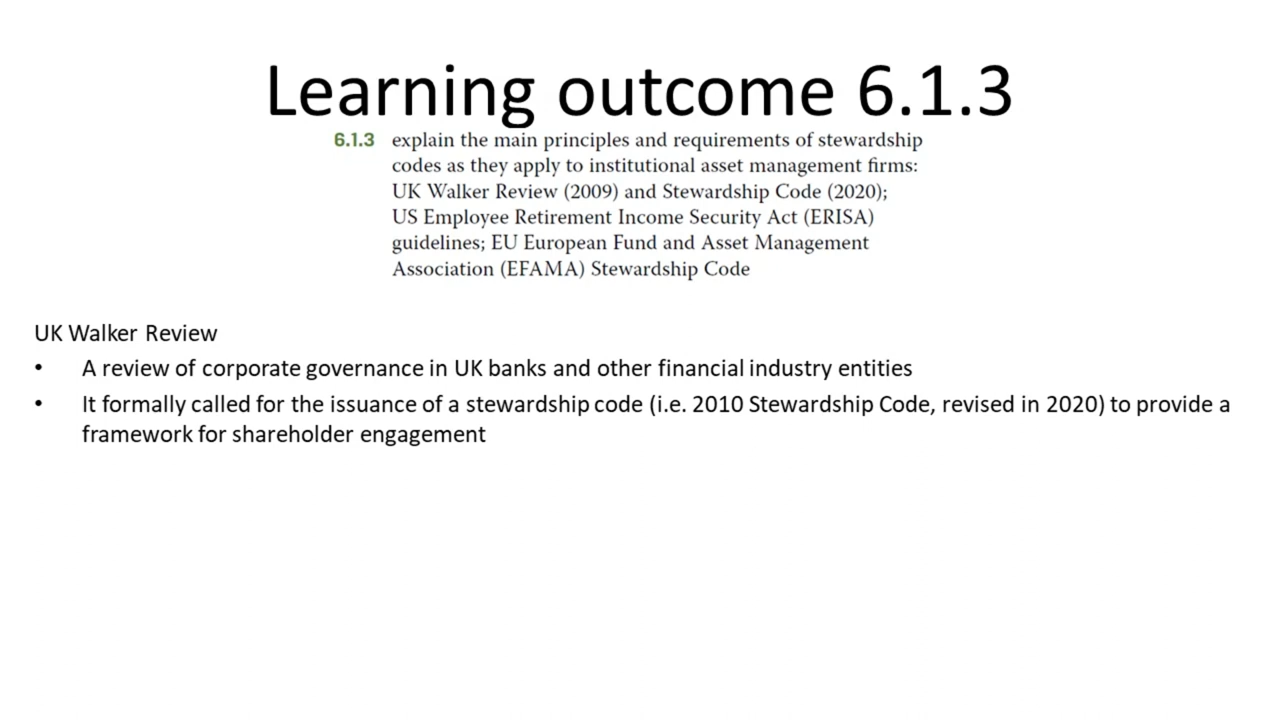 Learning outcome 6.1.3
6.1.3 explain the main principles and requirements of stewardship
codes as they apply to institutional asset management firms:
UK Walker Review (2009) and Stewardship Code (2020);
US Employee Retirement Income Security Act (ERISA)
guidelines; EU European Fund and Asset Management
Association (EFAMA) Stewardship Code
UK Walker Review
• A review of corporate governance in UK banks and other financial industry entities
• It formally called for the issuance of a stewardship code (i.e. 2010 Stewardship Code, revised in 2020) to provide a
framework for shareholder engagement